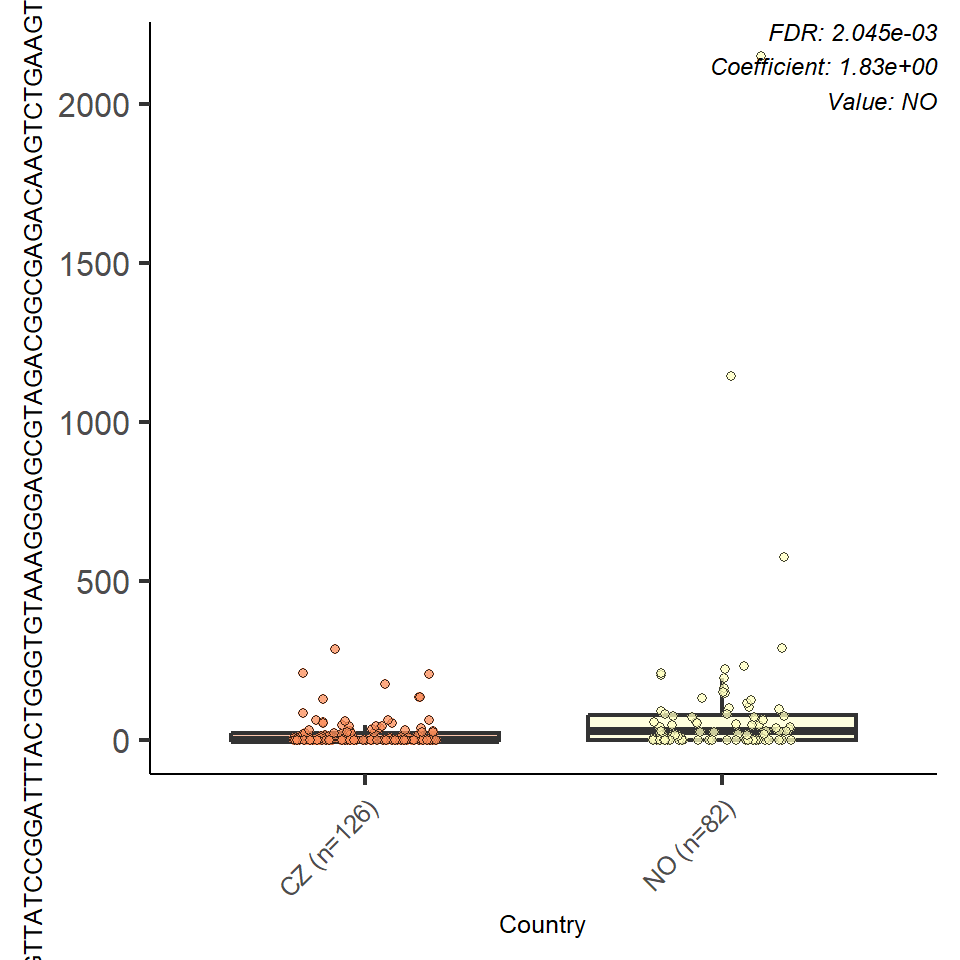 GTTATCCGGATTTACTGGGTGTAAAGGGAGCGTAGACGGCGAGACAAGTCTGAAGT
FDR: 2.045e-03
Coefficient: 1.83e+00
Value: NO
2000
1500
1000
500
0
CZ (n=126)
NO (n=82)
Country